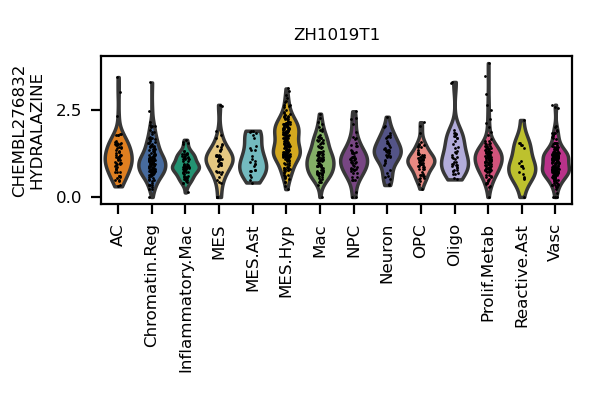 ZH1019T1
CHEMBL276832
HYDRALAZINE
2.5
0.0
AC
Chromatin.Reg
Inflammatory.Mac
MES
MES.Ast
MES.Hyp
Mac
NPC
Neuron
OPC
Oligo
Prolif.Metab
Reactive.Ast
Vasc